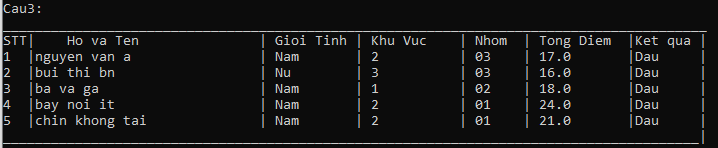 Cau3:
STT| Ho va Ten | Gioi Tinh | Khu Vuc | Nhom | Tong Diem |Ket qua |
1 |nguyen van a | Nam | 2 | 03 | 17.0 |Dau |
2 |bui thi bn | Nu | 3 | 03 | 16.0 |Dau |
3 |ba va ga | Nam | 1 | 02 | 18.0 |Dau |
4 |bay noi it | Nam | 2 | 01 | 24.0 |Dau |
5 |chin khong tai | Nam | 2 | 01 | 21.0 |Dau |